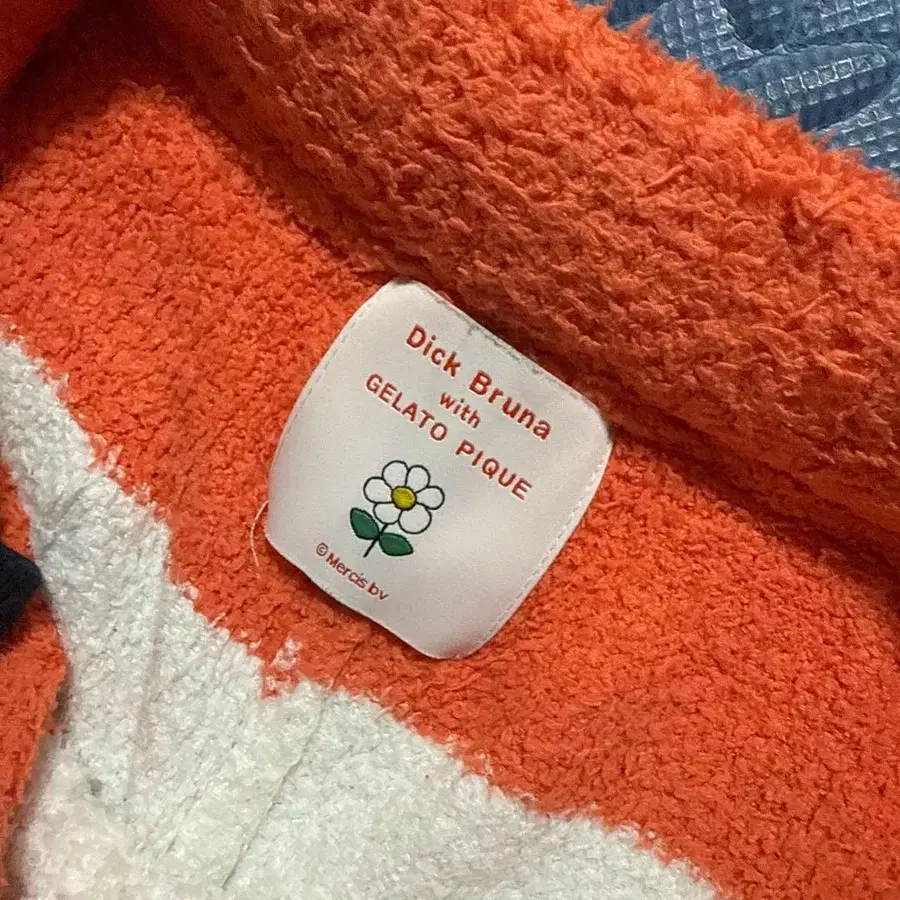 Dick Bruna
with
GELATO PIQUE
© Mercis bv